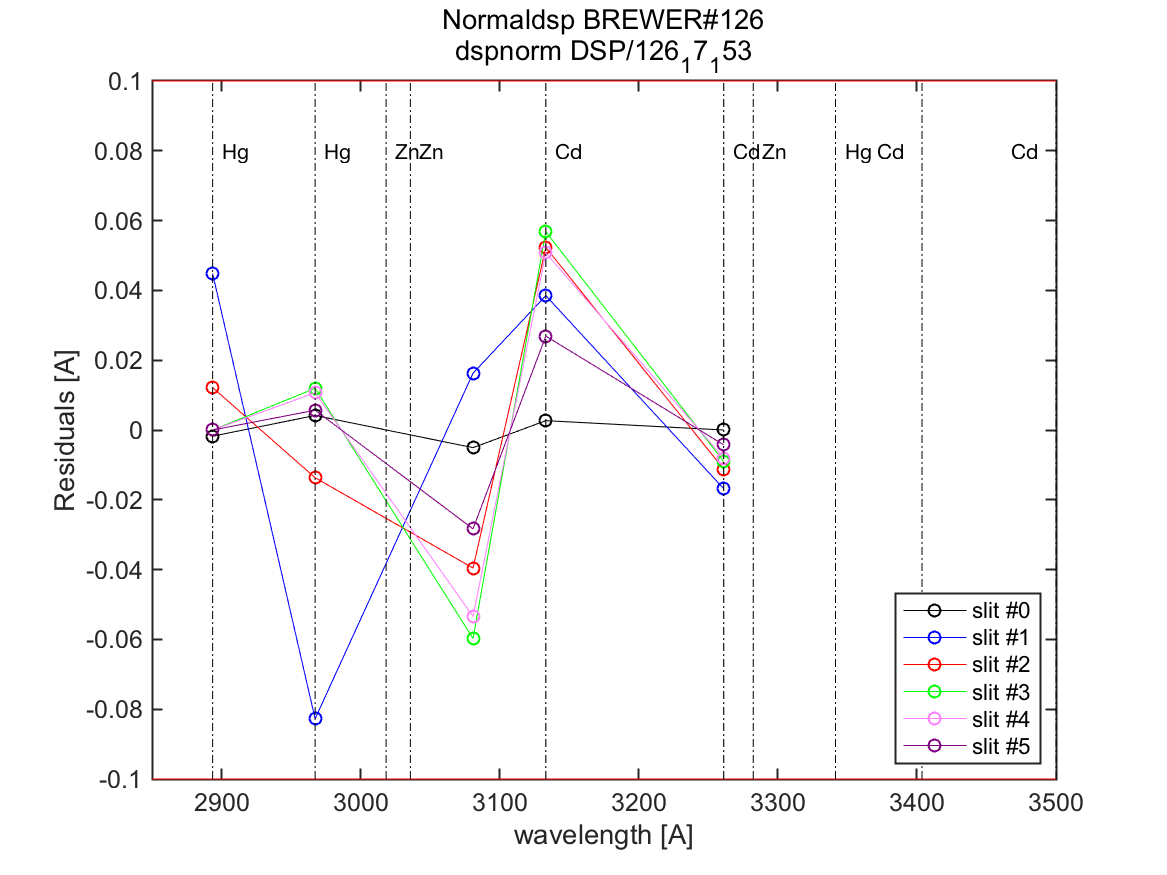 Normaldsp BREWER#126
dspnorm DSP/126₁7₁53
0.1
0.08
0.06
0.04
0.02
0
-0.02
-0.04
-0.06
-0.08
-0.1
Residuals [A]
Hg
Hg
ZnZn
Cd
CdZn
Hg Cd
Cd
slit #0
slit #1
slit #2
slit #3
slit #4
slit #5
2900 3000 3100 3200 3300 3400 3500
wavelength [A]